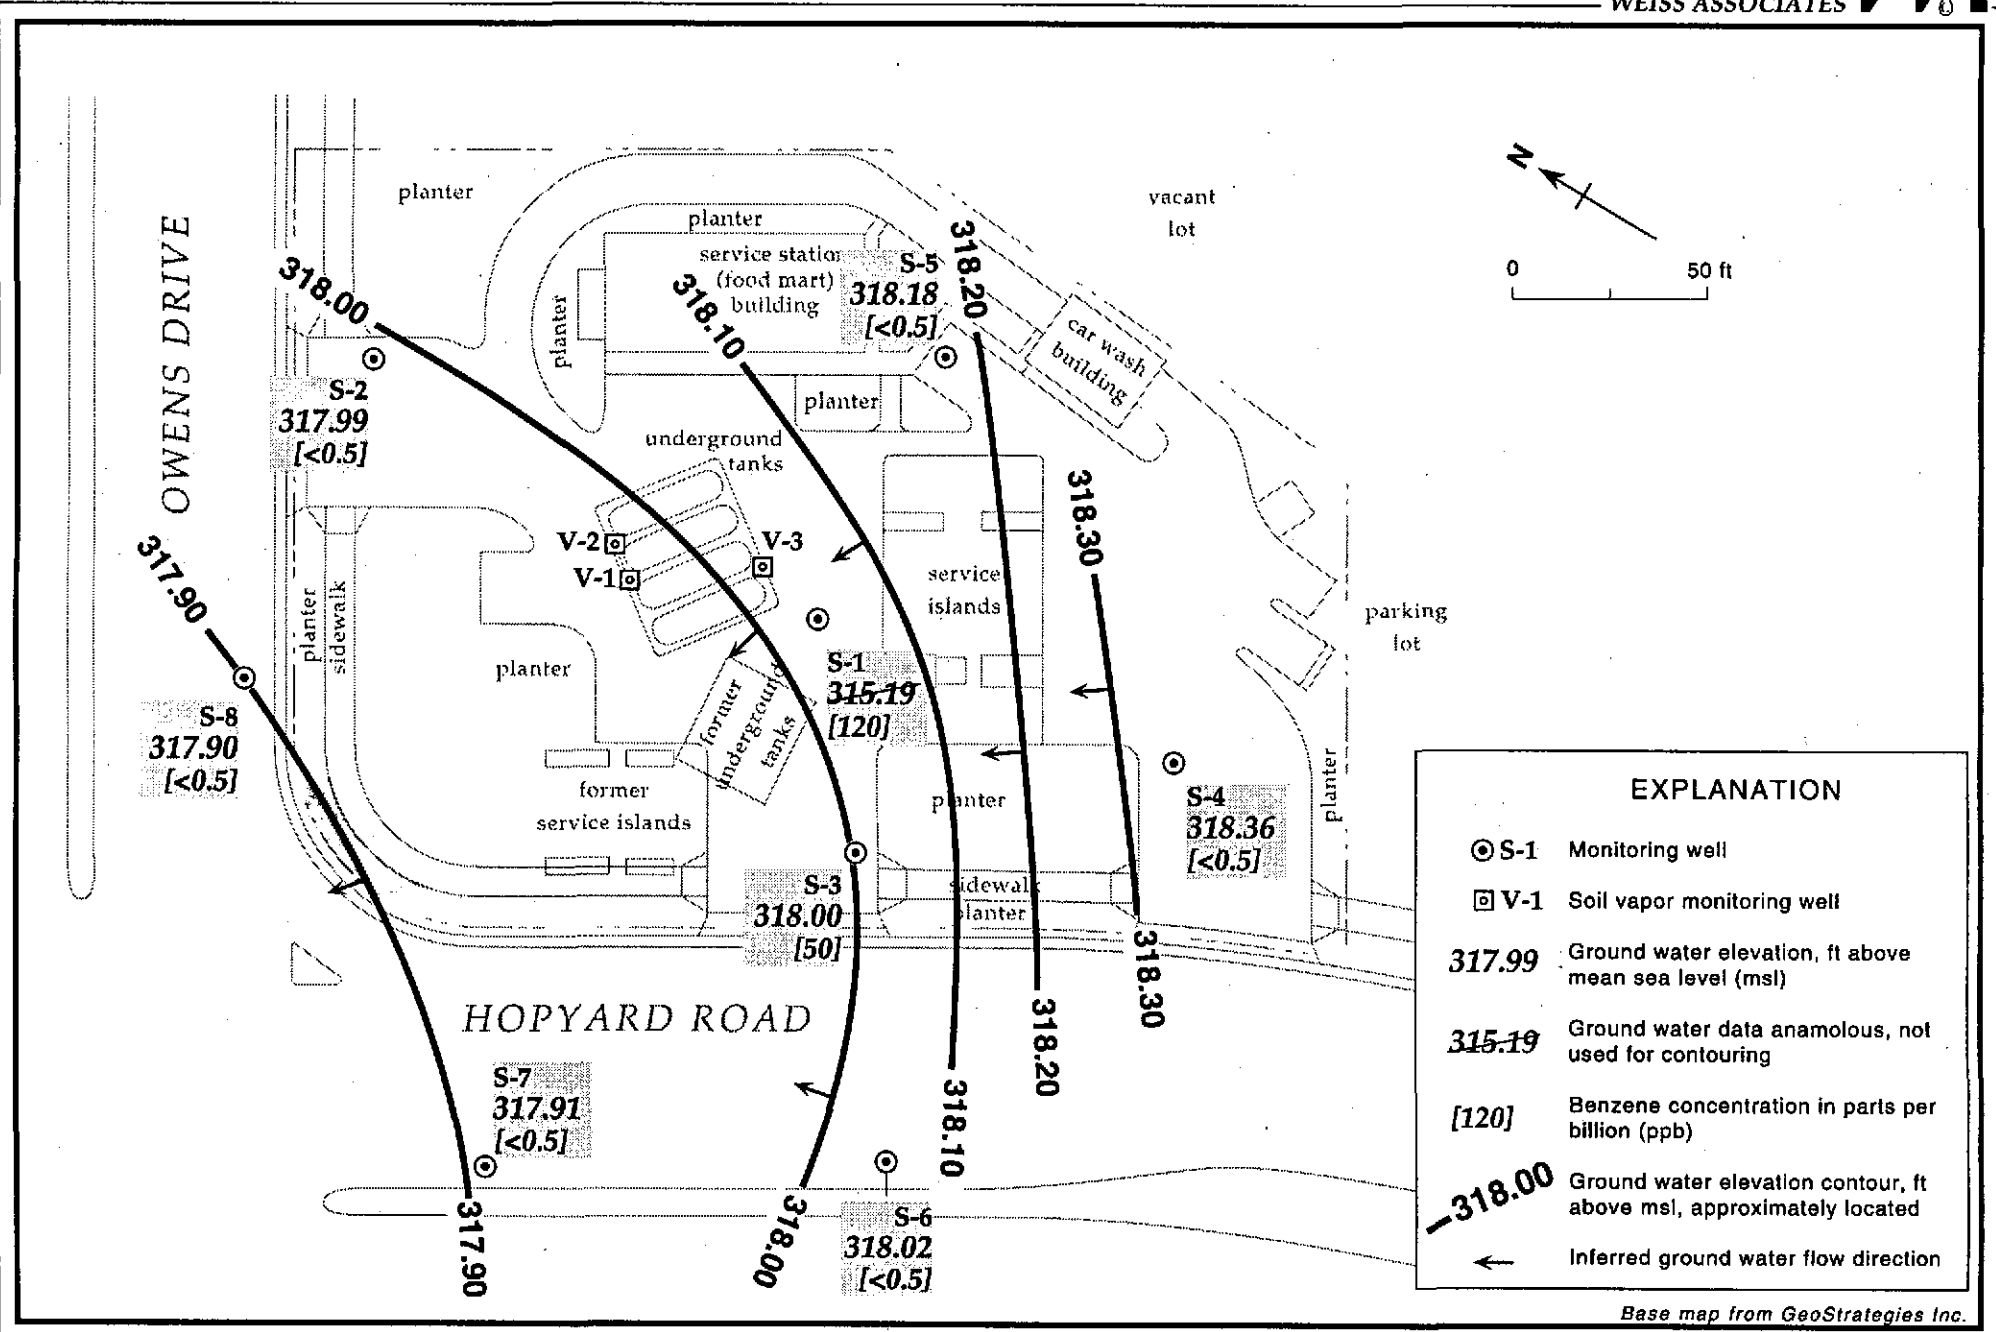 WEISS ASSOCIATES
N
0 50 ft
OWENS DRIVE
HOPYARD ROAD
planter
planter
service station
(food mart)
building
planter
planter
vacant
lot
car wash
building
underground
tanks
service
islands
parking
lot
planter
sidewalk
planter
former
underground
tanks
former
service islands
planter
planter
sidewalk
planter
318.00
318.10
318.20
318.30
317.90
318.30
318.20
318.10
318.00
317.90
S-5
318.18
[<0.5]
S-2
317.99
[<0.5]
V-2
V-1
V-3
S-1
315.19
[120]
S-8
317.90
[<0.5]
S-4
318.36
[<0.5]
S-3
318.00
[50]
S-7
317.91
[<0.5]
S-6
318.02
[<0.5]
EXPLANATION
S-1 Monitoring well
V-1 Soil vapor monitoring well
317.99 Ground water elevation, ft above
mean sea level (msl)
315.19 Ground water data anamolous, not
used for contouring
[120] Benzene concentration in parts per
billion (ppb)
318.00 Ground water elevation contour, ft
above msl, approximately located
Inferred ground water flow direction
Base map from GeoStrategies Inc.